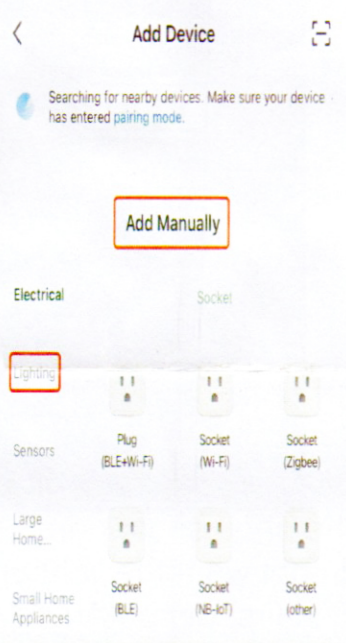 Add Device
Searching for nearby devices. Make sure your device
has entered pairing mode.
Add Manually
Electrical
Socket
Lighting
Plug
(BLE+Wi-Fi)
Socket
(Wi-Fi)
Socket
(Zigbee)
Sensors
Large
Home...
Socket
(BLE)
Socket
(NB-IoT)
Socket
(other)
Small Home
Appliances